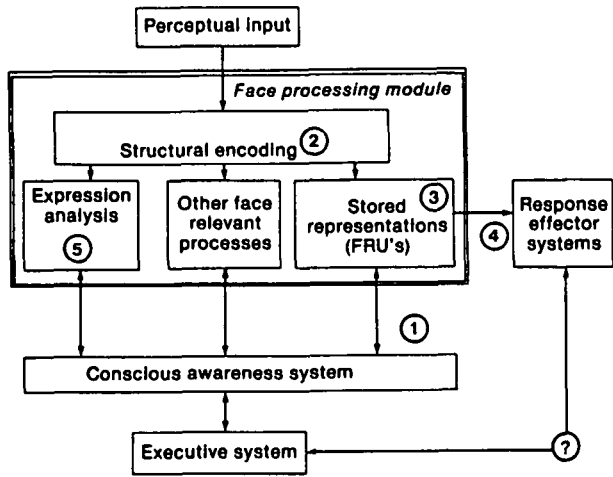 Perceptual input
Face processing module
Structural encoding
2
Expression
analysis
5
Other face
relevant
processes
3
Stored
representations
(FRU's)
4
Response
effector
systems
1
Conscious awareness system
Executive system
?